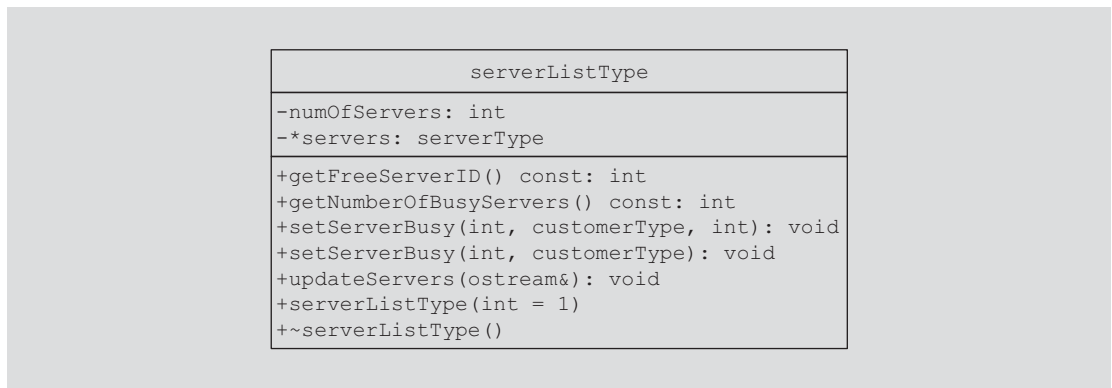 serverListType
-numOfServers: int
-*servers: serverType
+getFreeServerID() const: int
+getNumberOfBusyServers() const: int
+setServerBusy(int, customerType, int): void
+setServerBusy(int, customerType): void
+updateServers(ostream&): void
+serverListType(int = 1)
+~serverListType()